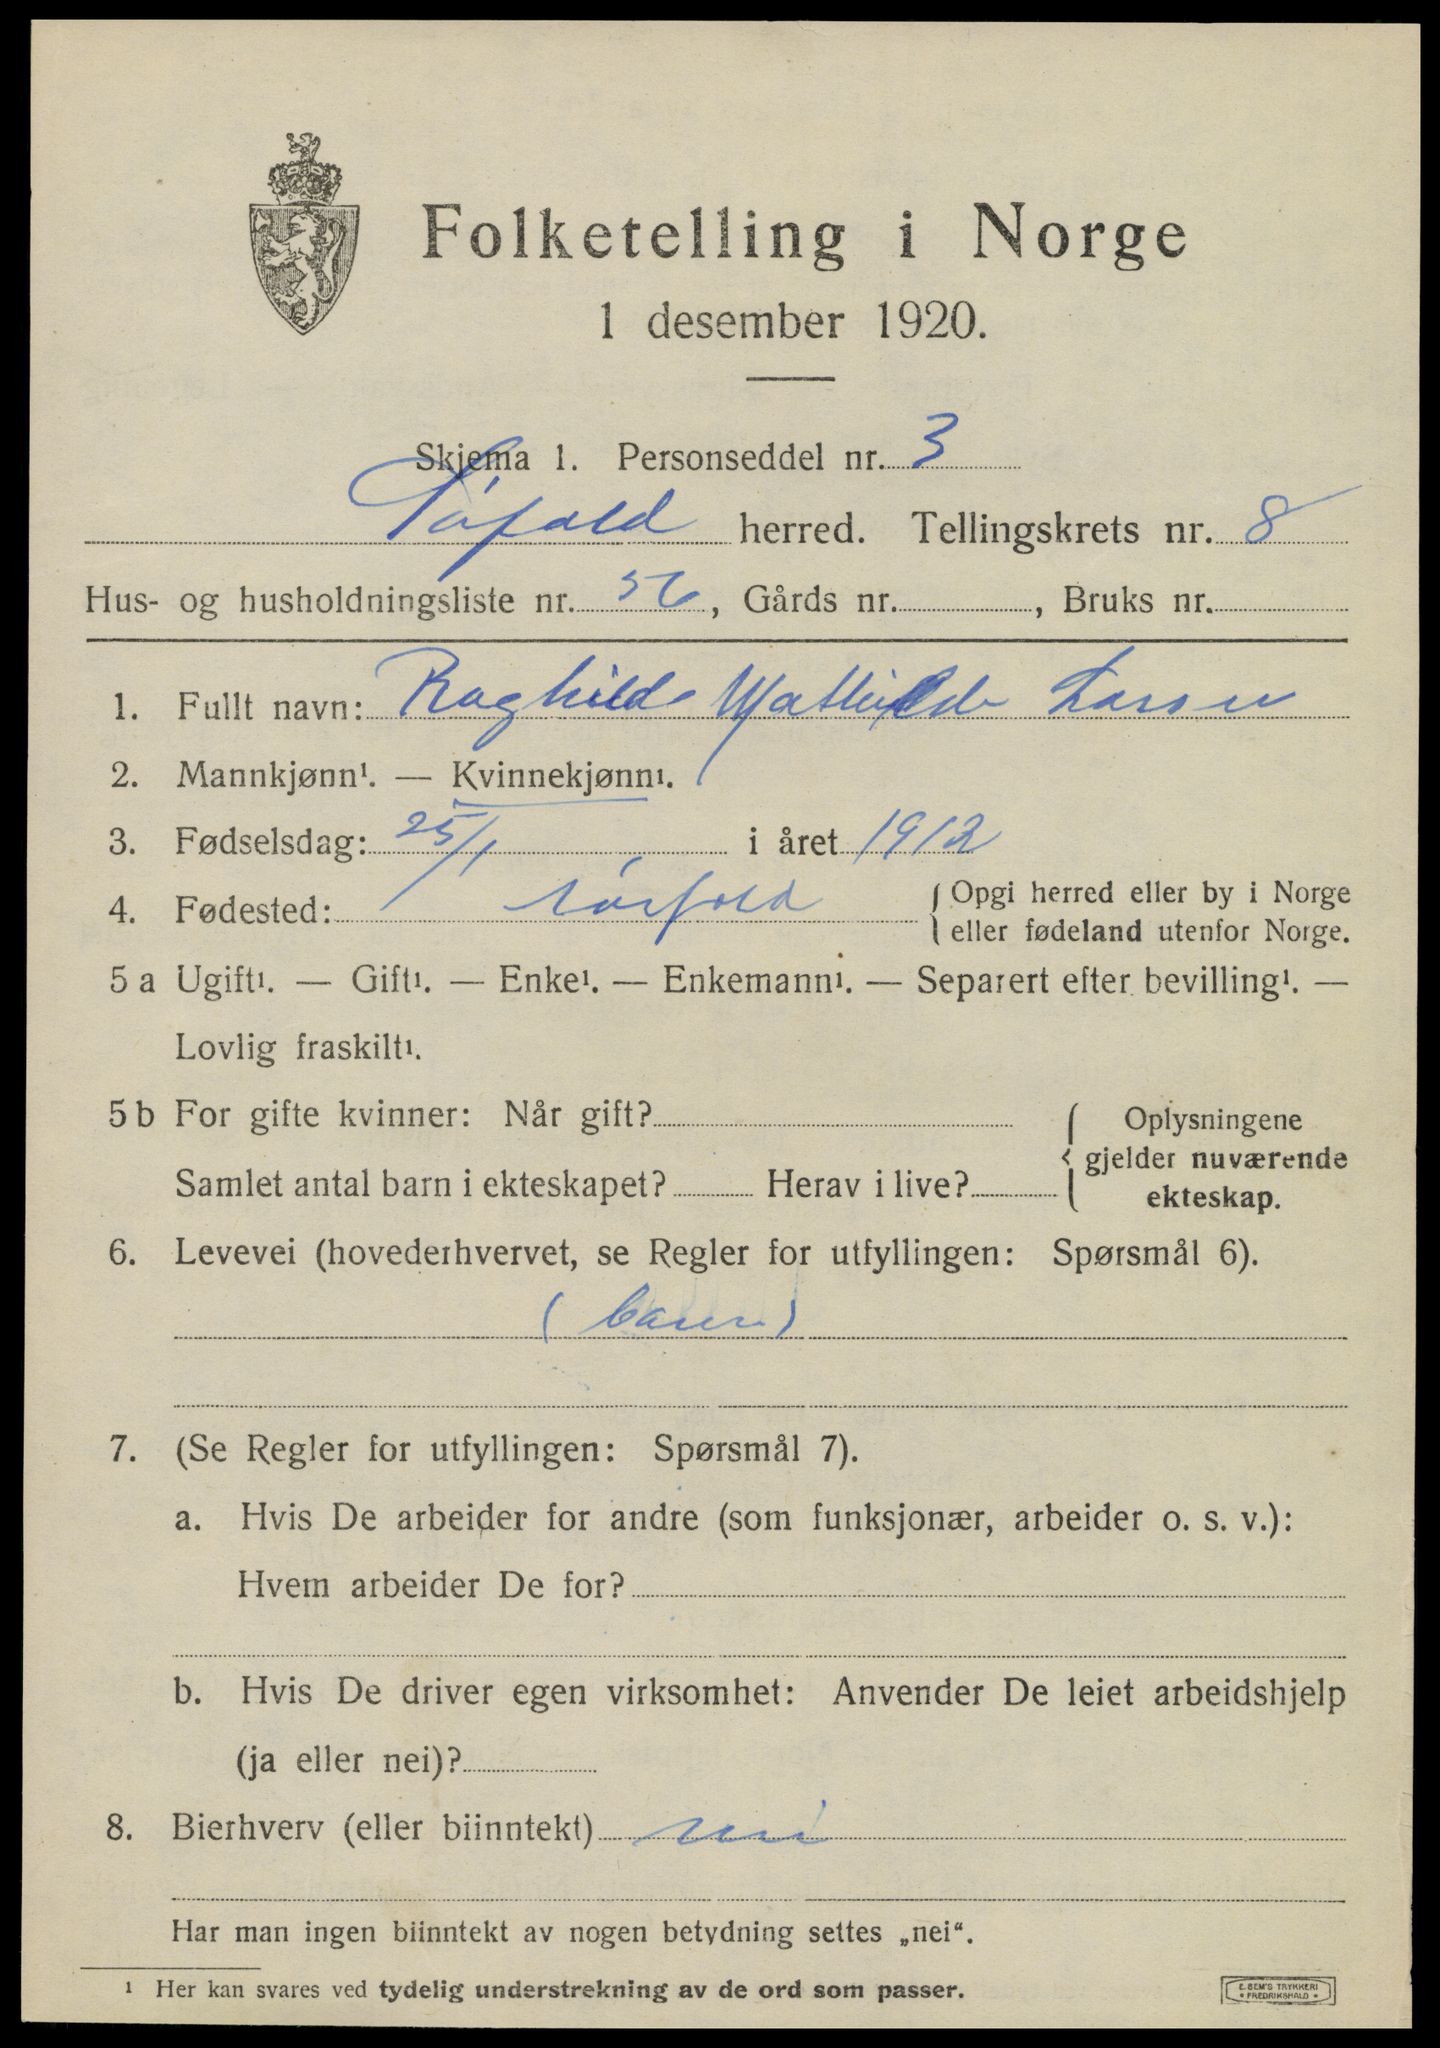 Folketelling i Norge
1 desember 1920.
Skjema 1. Personseddel nr. 3
Sørfold herred. Tellingskrets nr. 8
Hus- og husholdningsliste nr. 56, Gårds nr. , Bruks nr.
1. Fullt navn: Raghild Mathilde Larsen
2. Mannkjønn¹. — Kvinnekjønn¹.
3. Fødselsdag: 25/1 i året 1912
4. Fødested: Sørfold { Opgi herred eller by i Norge
eller fødeland utenfor Norge.
5 a Ugift¹. — Gift¹. — Enke¹. — Enkemann¹. — Separert efter bevilling¹. —
Lovlig fraskilt¹.
5 b For gifte kvinner: Når gift? { Oplysningene
gjelder nuværende
Samlet antal barn i ekteskapet? Herav i live?
ekteskap.
6. Levevei (hovederhvervet, se Regler for utfyllingen: Spørsmål 6).
(barn)
7. (Se Regler for utfyllingen: Spørsmål 7).
a. Hvis De arbeider for andre (som funksjonær, arbeider o. s. v.):
Hvem arbeider De for?
b. Hvis De driver egen virksomhet: Anvender De leiet arbeidshjelp
(ja eller nei)?
8. Bierhverv (eller biinntekt) nei
Har man ingen biinntekt av nogen betydning settes „nei“.
¹ Her kan svares ved tydelig understrekning av de ord som passer.
E. SEM'S TRYKKERI
• FREDRIKSHALD •